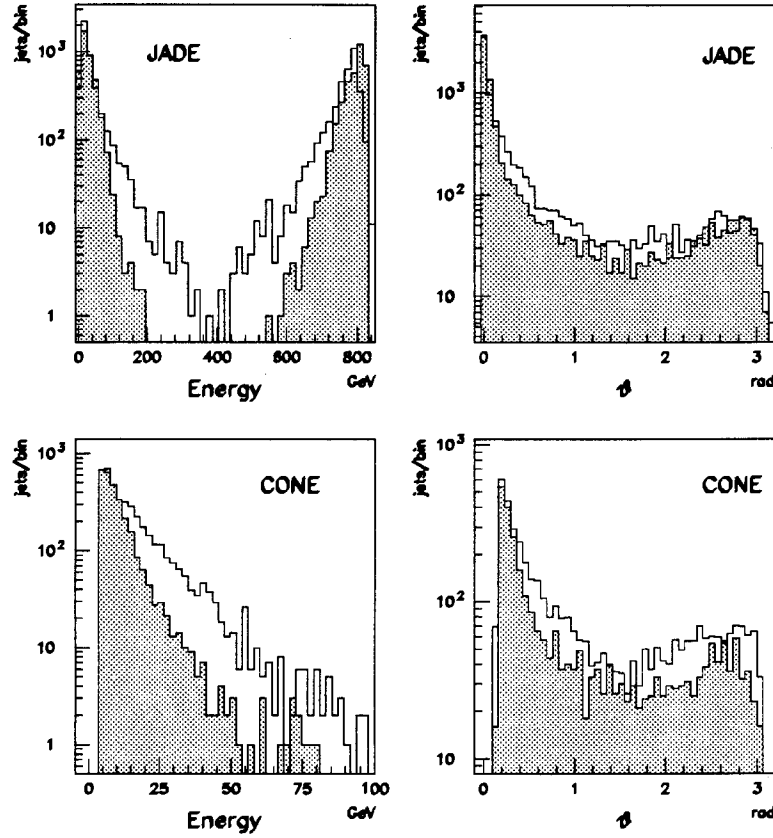 jets/bin
JADE
10³
10²
10
1
0 200 400 600 800
Energy
GeV
jets/bin
JADE
10³
10²
10
0 1 2 3
ϑ
rad
jets/bin
CONE
10³
10²
10
1
0 25 50 75 100
Energy
GeV
jets/bin
CONE
10³
10²
10
0 1 2 3
ϑ
rad